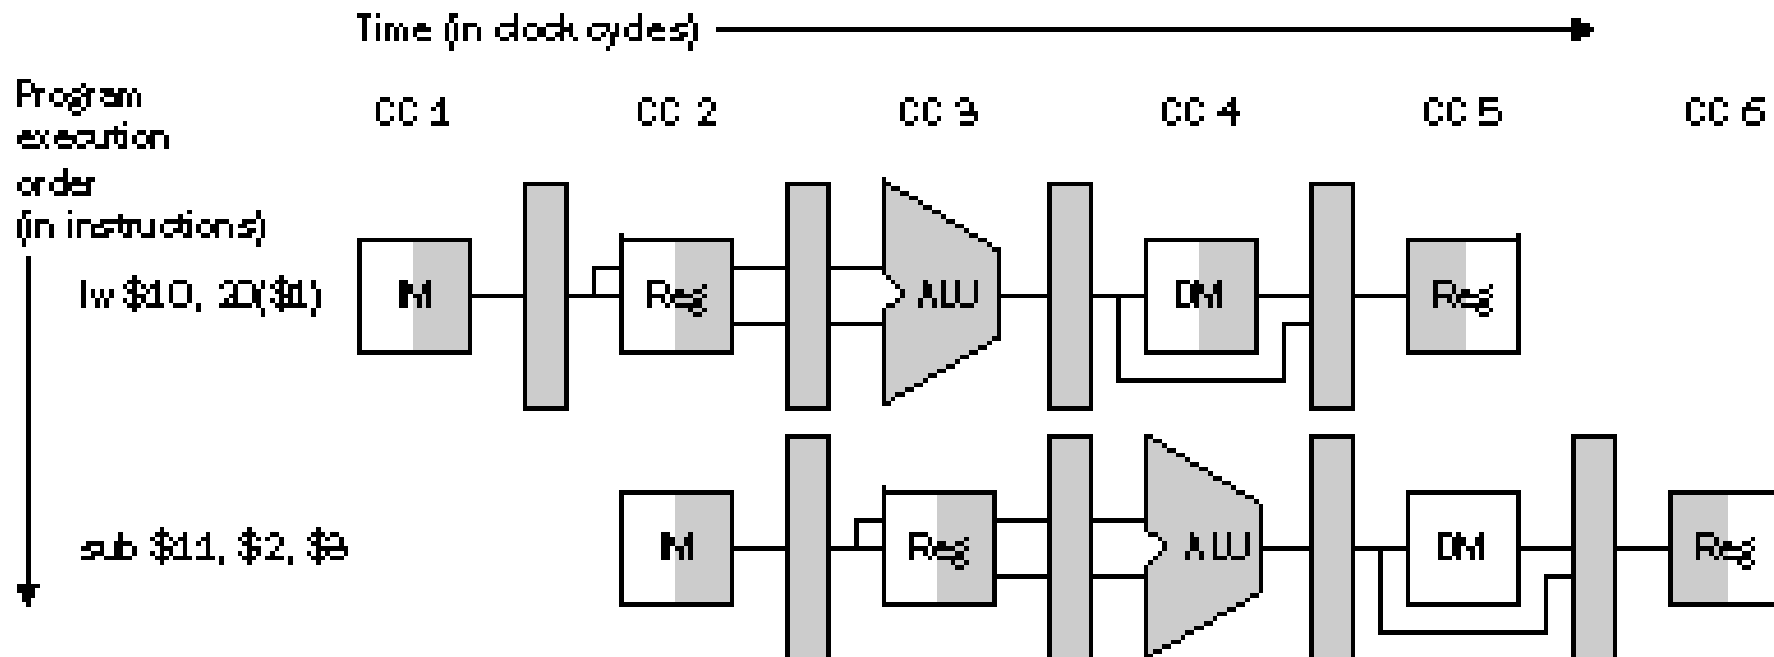 Time (in clock cycles)
Program
execution
order
(in instructions)
CC 1 CC 2 CC 3 CC 4 CC 5 CC 6
lw $10, 20($1) IM Reg ALU DM Reg
sub $11, $2, $3 IM Reg ALU DM Reg